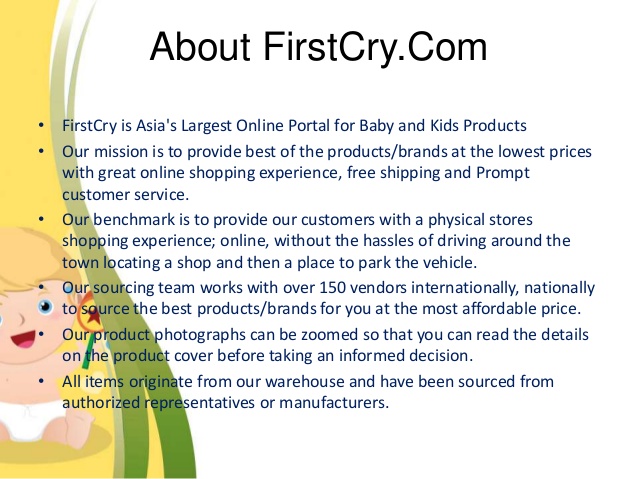 About FirstCry.Com
• FirstCry is Asia's Largest Online Portal for Baby and Kids Products
• Our mission is to provide best of the products/brands at the lowest prices
with great online shopping experience, free shipping and Prompt
customer service.
• Our benchmark is to provide our customers with a physical stores
shopping experience; online, without the hassles of driving around the
town locating a shop and then a place to park the vehicle.
• Our sourcing team works with over 150 vendors internationally, nationally
to source the best products/brands for you at the most affordable price.
• Our product photographs can be zoomed so that you can read the details
on the product cover before taking an informed decision.
• All items originate from our warehouse and have been sourced from
authorized representatives or manufacturers.